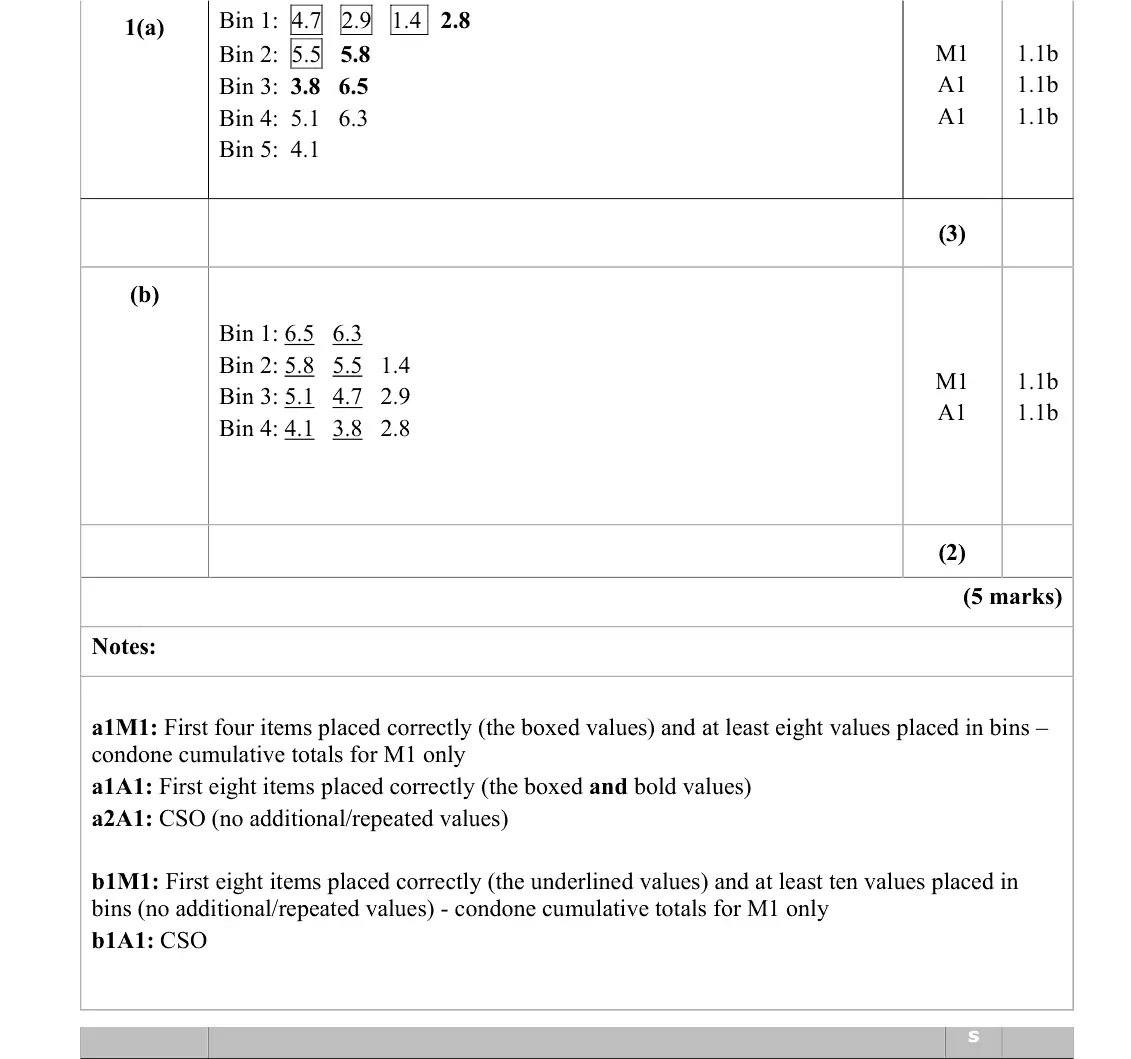 1(a)
Bin 1: 4.7 2.9 1.4 2.8
Bin 2: 5.5 5.8
Bin 3: 3.8 6.5
Bin 4: 5.1 6.3
Bin 5: 4.1
M1 1.1b
A1 1.1b
A1 1.1b
(3)
(b)
Bin 1: 6.5 6.3
Bin 2: 5.8 5.5 1.4
Bin 3: 5.1 4.7 2.9
Bin 4: 4.1 3.8 2.8
M1 1.1b
A1 1.1b
(2)
(5 marks)
Notes:
a1M1: First four items placed correctly (the boxed values) and at least eight values placed in bins –
condone cumulative totals for M1 only
a1A1: First eight items placed correctly (the boxed and bold values)
a2A1: CSO (no additional/repeated values)
b1M1: First eight items placed correctly (the underlined values) and at least ten values placed in
bins (no additional/repeated values) - condone cumulative totals for M1 only
b1A1: CSO
s